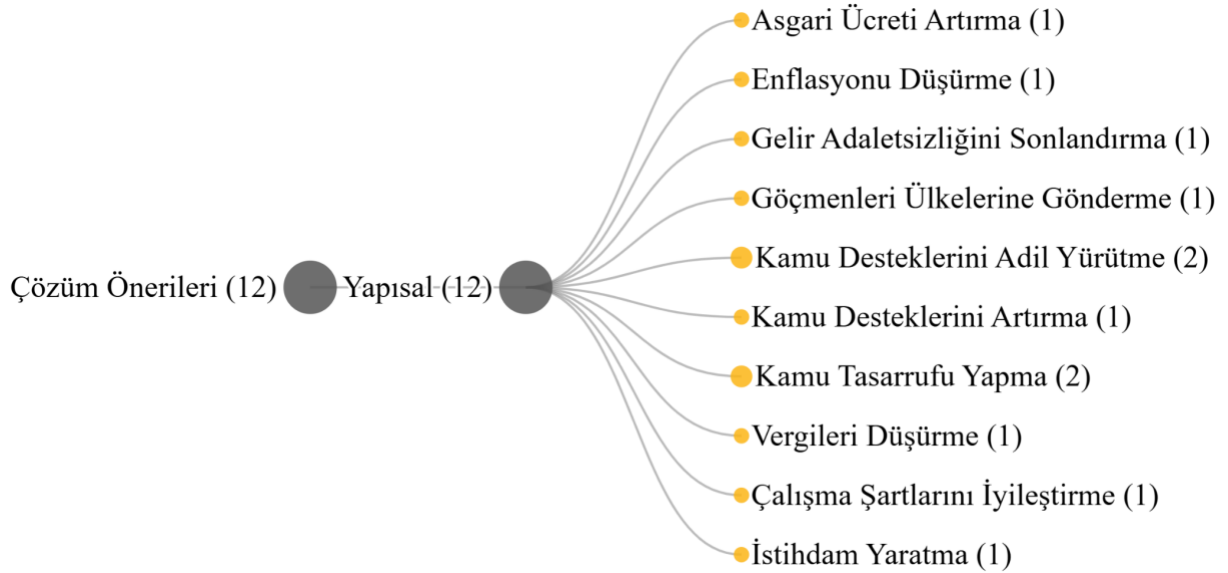 Asgari Ücreti Artırma (1)
Enflasyonu Düşürme (1)
Gelir Adaletsizliğini Sonlandırma (1)
Göçmenleri Ülkelerine Gönderme (1)
Kamu Desteklerini Adil Yürütme (2)
Çözüm Önerileri (12)
Yapısal (12)
Kamu Desteklerini Artırma (1)
Kamu Tasarrufu Yapma (2)
Vergileri Düşürme (1)
Çalışma Şartlarını İyileştirme (1)
İstihdam Yaratma (1)